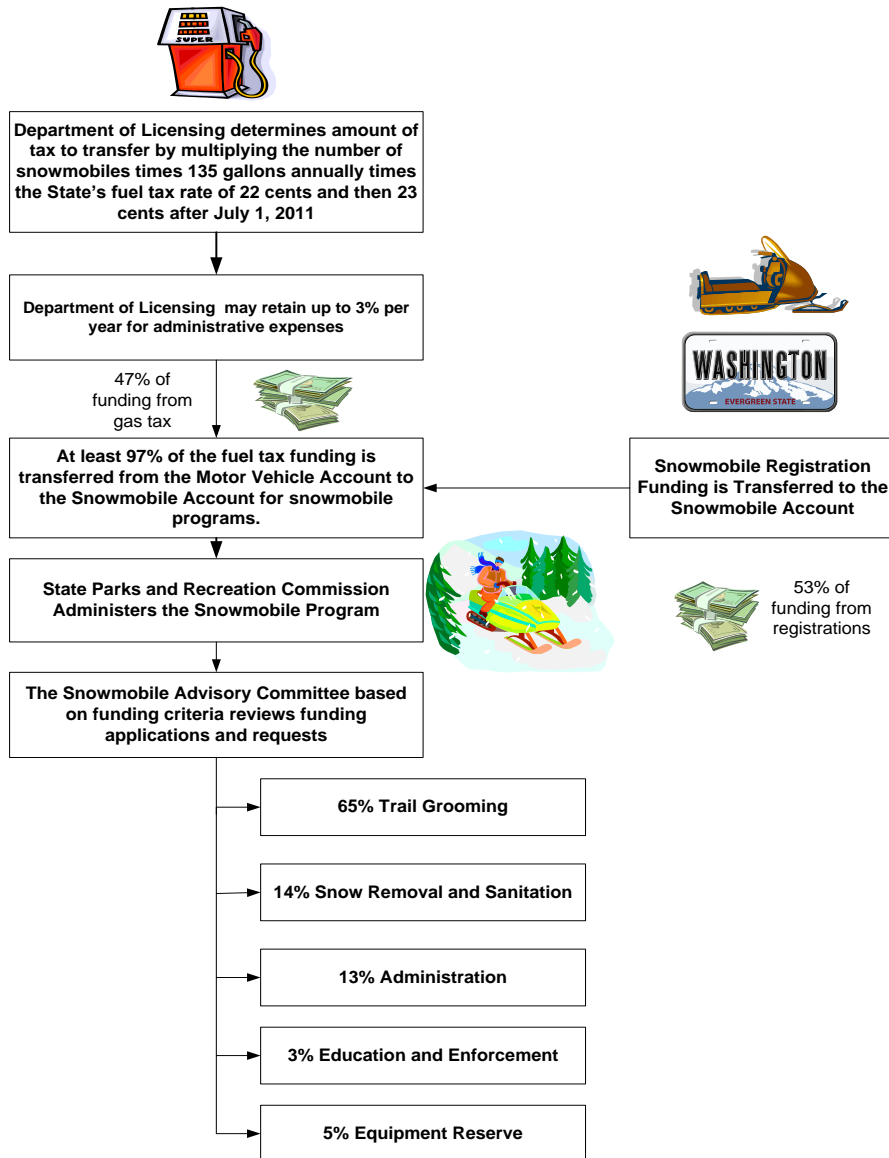 SUPER
Department of Licensing determines amount of
tax to transfer by multiplying the number of
snowmobiles times 135 gallons annually times
the State’s fuel tax rate of 22 cents and then 23
cents after July 1, 2011
Department of Licensing may retain up to 3% per
year for administrative expenses
47% of
funding from
gas tax
WASHINGTON
EVERGREEN STATE
At least 97% of the fuel tax funding is
transferred from the Motor Vehicle Account to
the Snowmobile Account for snowmobile
programs.
Snowmobile Registration
Funding is Transferred to the
Snowmobile Account
State Parks and Recreation Commission
Administers the Snowmobile Program
53% of
funding from
registrations
The Snowmobile Advisory Committee based
on funding criteria reviews funding
applications and requests
65% Trail Grooming
14% Snow Removal and Sanitation
13% Administration
3% Education and Enforcement
5% Equipment Reserve